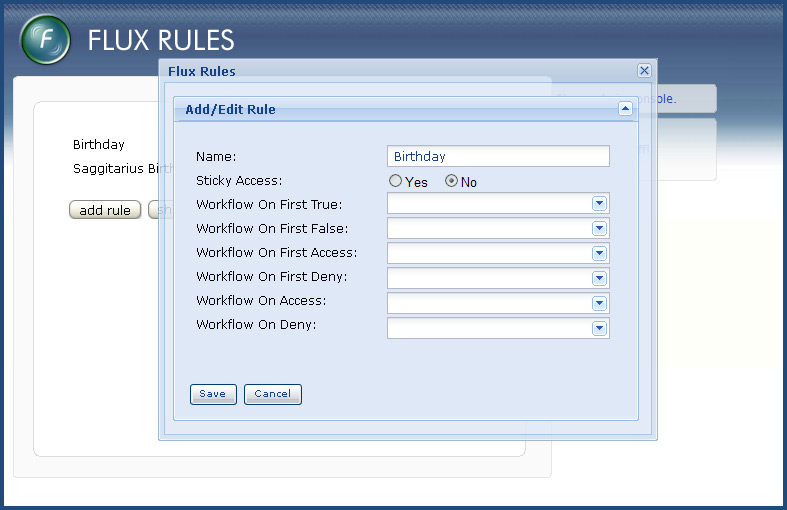 F FLUX RULES
Flux Rules
Add/Edit Rule
Name: Birthday
Sticky Access: Yes No
Workflow On First True:
Workflow On First False:
Workflow On First Access:
Workflow On First Deny:
Workflow On Access:
Workflow On Deny:
Save Cancel
Birthday
Saggitarius
add rule
console.